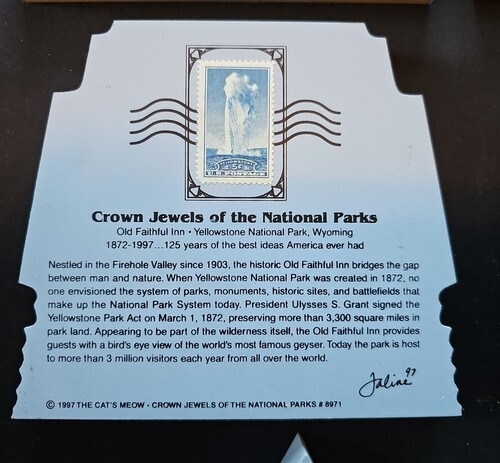 YELLOWSTONE
5¢
U.S. POSTAGE
Crown Jewels of the National Parks
Old Faithful Inn • Yellowstone National Park, Wyoming
1872-1997...125 years of the best ideas America ever had
Nestled in the Firehole Valley since 1903, the historic Old Faithful Inn bridges the gap
between man and nature. When Yellowstone National Park was created in 1872, no
one envisioned the system of parks, monuments, historic sites, and battlefields that
make up the National Park System today. President Ulysses S. Grant signed the
Yellowstone Park Act on March 1, 1872, preserving more than 3,300 square miles in
park land. Appearing to be part of the wilderness itself, the Old Faithful Inn provides
guests with a bird's eye view of the world's most famous geyser. Today the park is host
to more than 3 million visitors each year from all over the world.
Faline 97
© 1997 THE CAT'S MEOW • CROWN JEWELS OF THE NATIONAL PARKS # 8971